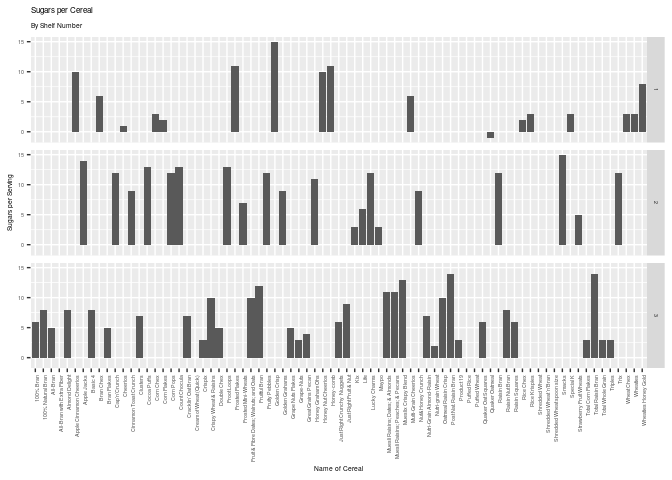 Sugars per Cereal
By Shelf Number
15
10
5
0
1
15
10
5
0
2
15
10
5
0
3
Sugars per Serving
100% Bran
100% Natural Bran
All-Bran
All-Bran with Extra Fiber
Almond Delight
Apple Cinnamon Cheerios
Apple Jacks
Basic 4
Bran Chex
Bran Flakes
Cap'n'Crunch
Cheerios
Cinnamon Toast Crunch
Clusters
Cocoa Puffs
Corn Chex
Corn Flakes
Corn Pops
Count Chocula
Cracklin' Oat Bran
Cream of Wheat (Quick)
Crispix
Crispy Wheat & Raisins
Double Chex
Froot Loops
Frosted Flakes
Frosted Mini-Wheats
Fruit & Fibre Dates; Walnuts; and Oats
Fruitful Bran
Fruity Pebbles
Golden Crisp
Golden Grahams
Grape Nuts Flakes
Grape-Nuts
Great Grains Pecan
Honey Graham Ohs
Honey Nut Cheerios
Honey-comb
Just Right Crunchy Nuggets
Just Right Fruit & Nut
Kix
Life
Lucky Charms
Maypo
Muesli Raisins; Dates; & Almonds
Muesli Raisins; Peaches; & Pecans
Mueslix Crispy Blend
Multi-Grain Cheerios
Nut&Honey Crunch
Nutri-Grain Almond-Raisin
Nutri-grain Wheat
Oatmeal Raisin Crisp
Post Nat. Raisin Bran
Product 19
Puffed Rice
Puffed Wheat
Quaker Oat Squares
Quaker Oatmeal
Raisin Bran
Raisin Nut Bran
Raisin Squares
Rice Chex
Rice Krispies
Shredded Wheat
Shredded Wheat 'n'Bran
Shredded Wheat spoon size
Smacks
Special K
Strawberry Fruit Wheats
Total Corn Flakes
Total Raisin Bran
Total Whole Grain
Triples
Trix
Wheat Chex
Wheaties
Wheaties Honey Gold
Name of Cereal